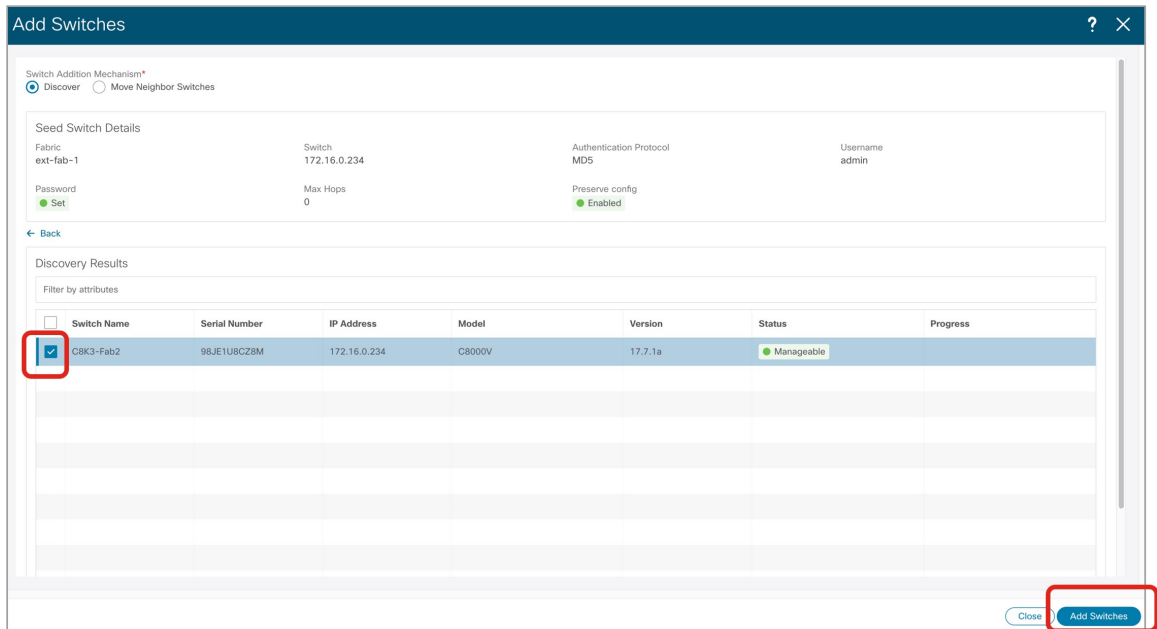 Add Switches ? ✕
Switch Addition Mechanism*
Discover Move Neighbor Switches
Seed Switch Details
Fabric Switch Authentication Protocol Username
ext-fab-1 172.16.0.234 MD5 admin
Password Max Hops Preserve config
Set 0 Enabled
← Back
Discovery Results
Filter by attributes
Switch Name Serial Number IP Address Model Version Status Progress
C8K3-Fab2 98JE1U8CZ8M 172.16.0.234 C8000V 17.7.1a Manageable
Close Add Switches